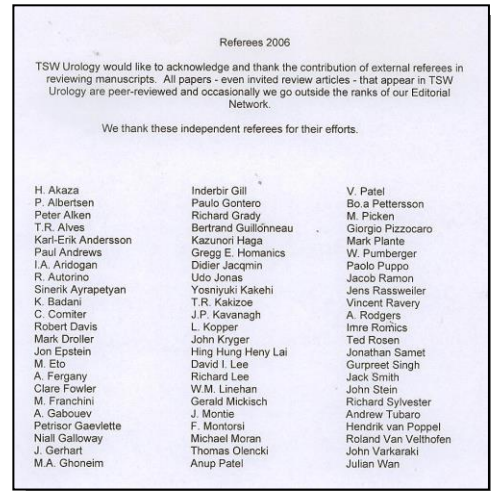 Referees 2006
TSW Urology would like to acknowledge and thank the contribution of external referees in
reviewing manuscripts. All papers - even invited review articles - that appear in TSW
Urology are peer-reviewed and occasionally we go outside the ranks of our Editorial
Network.
We thank these independent referees for their efforts.
H. Akaza
P. Albertsen
Peter Alken
T.R. Alves
Karl-Erik Andersson
Paul Andrews
I.A. Aridogan
R. Autorino
Sinerik Ayrapetyan
K. Badani
C. Comiter
Robert Davis
Mark Droller
Jon Epstein
M. Eto
A. Fergany
Clare Fowler
M. Franchini
A. Gabouev
Petrisor Gaevlette
Niall Galloway
J. Gerhart
M.A. Ghoneim
Inderbir Gill
Paulo Gontero
Richard Grady
Bertrand Guillonneau
Kazunori Haga
Gregg E. Homanics
Didier Jacqmin
Udo Jonas
Yosniyuki Kakehi
T.R. Kakizoe
J.P. Kavanagh
L. Kopper
John Kryger
Hing Hung Heny Lai
David I. Lee
Richard Lee
W.M. Linehan
Gerald Mickisch
J. Montie
F. Montorsi
Michael Moran
Thomas Olencki
Anup Patel
V. Patel
Bo.a Pettersson
M. Picken
Giorgio Pizzocaro
Mark Plante
W. Pumberger
Paolo Puppo
Jacob Ramon
Jens Rassweiler
Vincent Ravery
A. Rodgers
Imre Romics
Ted Rosen
Jonathan Samet
Gurpreet Singh
Jack Smith
John Stein
Richard Sylvester
Andrew Tubaro
Hendrik van Poppel
Roland Van Velthofen
John Varkaraki
Julian Wan